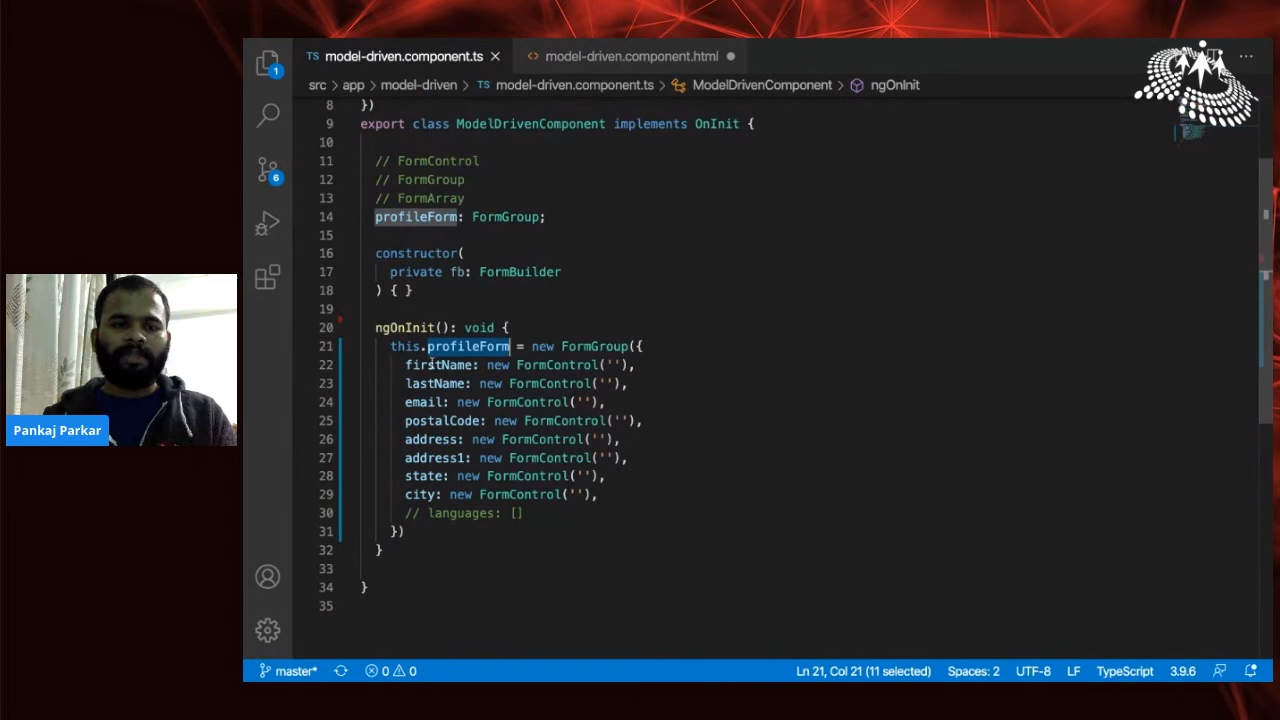 TS model-driven.component.ts
<> model-driven.component.html
1
src > app > model-driven > TS model-driven.component.ts > ModelDrivenComponent > ngOnInit
8 })
9 export class ModelDrivenComponent implements OnInit {
10
11 // FormControl
12 // FormGroup
13 // FormArray
14 profileForm: FormGroup;
15
16 constructor(
17 private fb: FormBuilder
18 ) { }
19
20 ngOnInit(): void {
21 this.profileForm = new FormGroup({
22 firstName: new FormControl(''),
23 lastName: new FormControl(''),
24 email: new FormControl(''),
25 postalCode: new FormControl(''),
26 address: new FormControl(''),
27 address1: new FormControl(''),
28 state: new FormControl(''),
29 city: new FormControl(''),
30 // languages: []
31 })
32 }
33
34 }
35
6
Pankaj Parkar
master* 0 0 Ln 21, Col 21 (11 selected) Spaces: 2 UTF-8 LF TypeScript 3.9.6